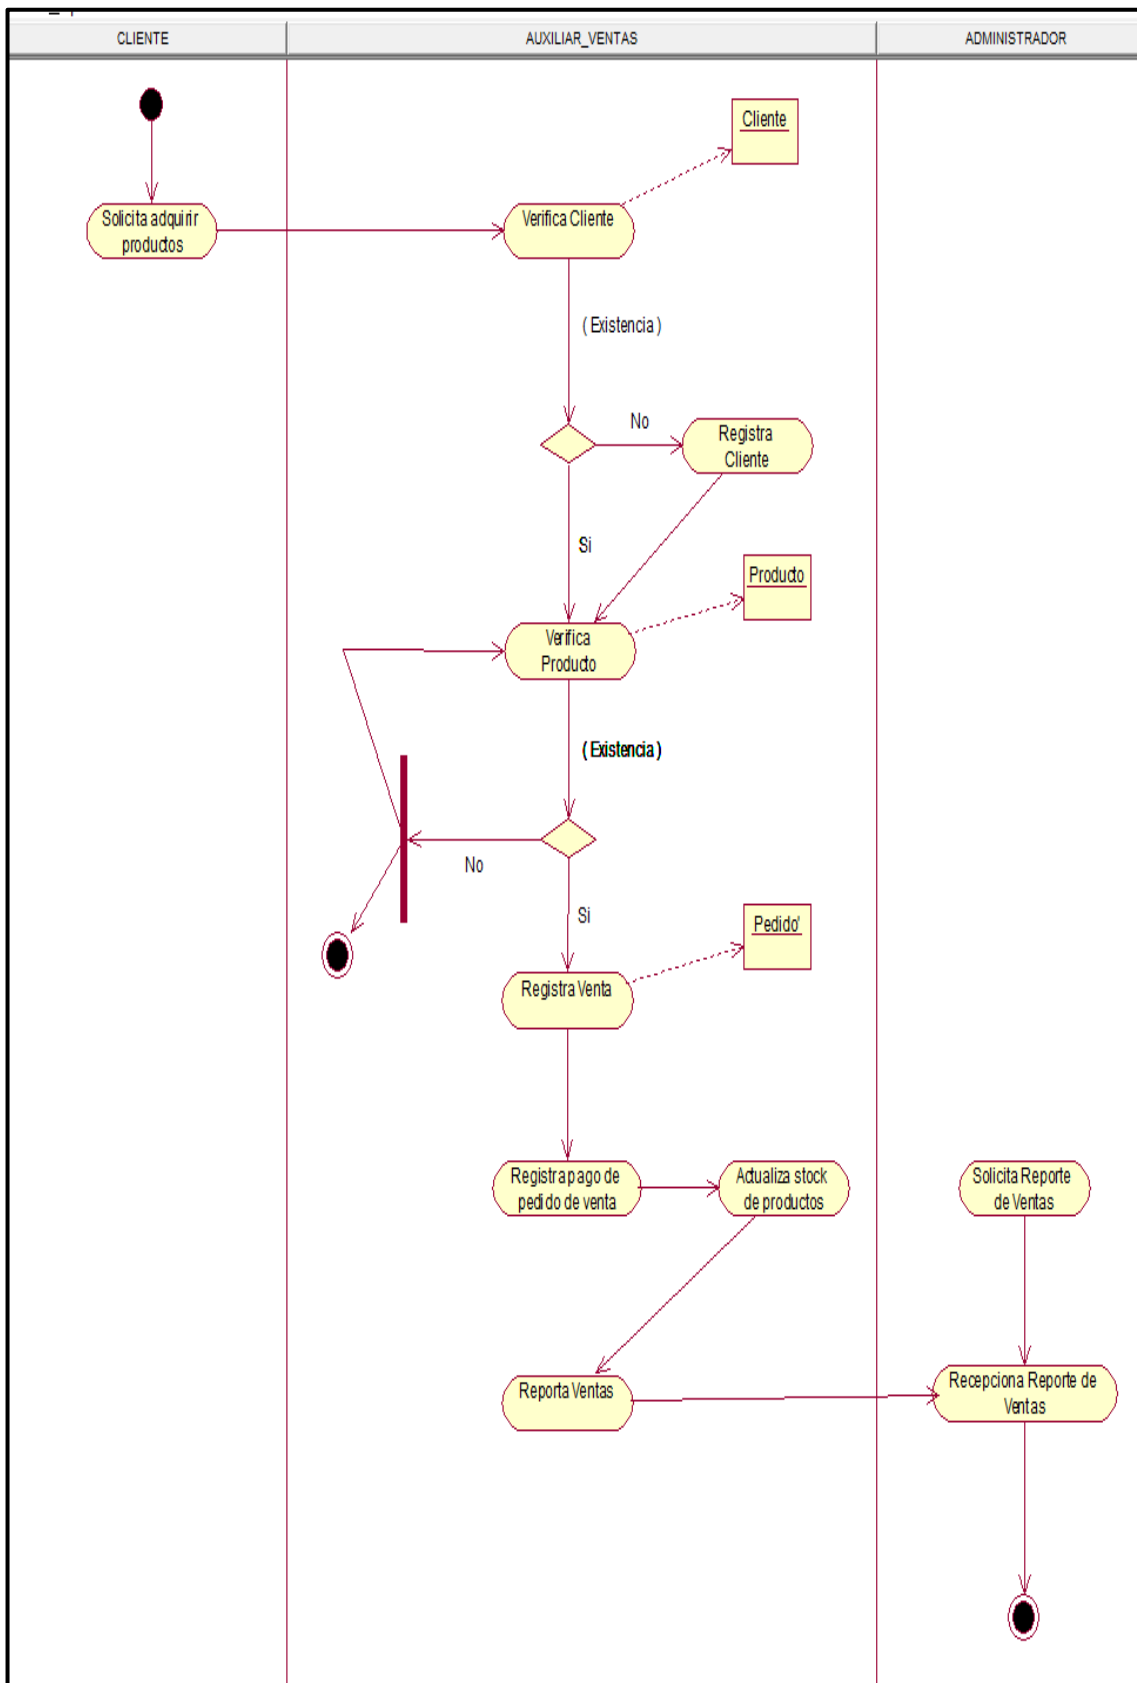 CLIENTE
AUXILIAR_VENTAS
ADMINISTRADOR
Cliente
Solicita adquirir
productos
Verifica Cliente
( Existencia )
No
Registra
Cliente
Si
Producto
Verifica
Producto
( Existencia )
No
Si
Pedido'
Registra Venta
Registra pago de
pedido de venta
Actualiza stock
de productos
Solicita Reporte
de Ventas
Reporta Ventas
Recepciona Reporte de
Ventas